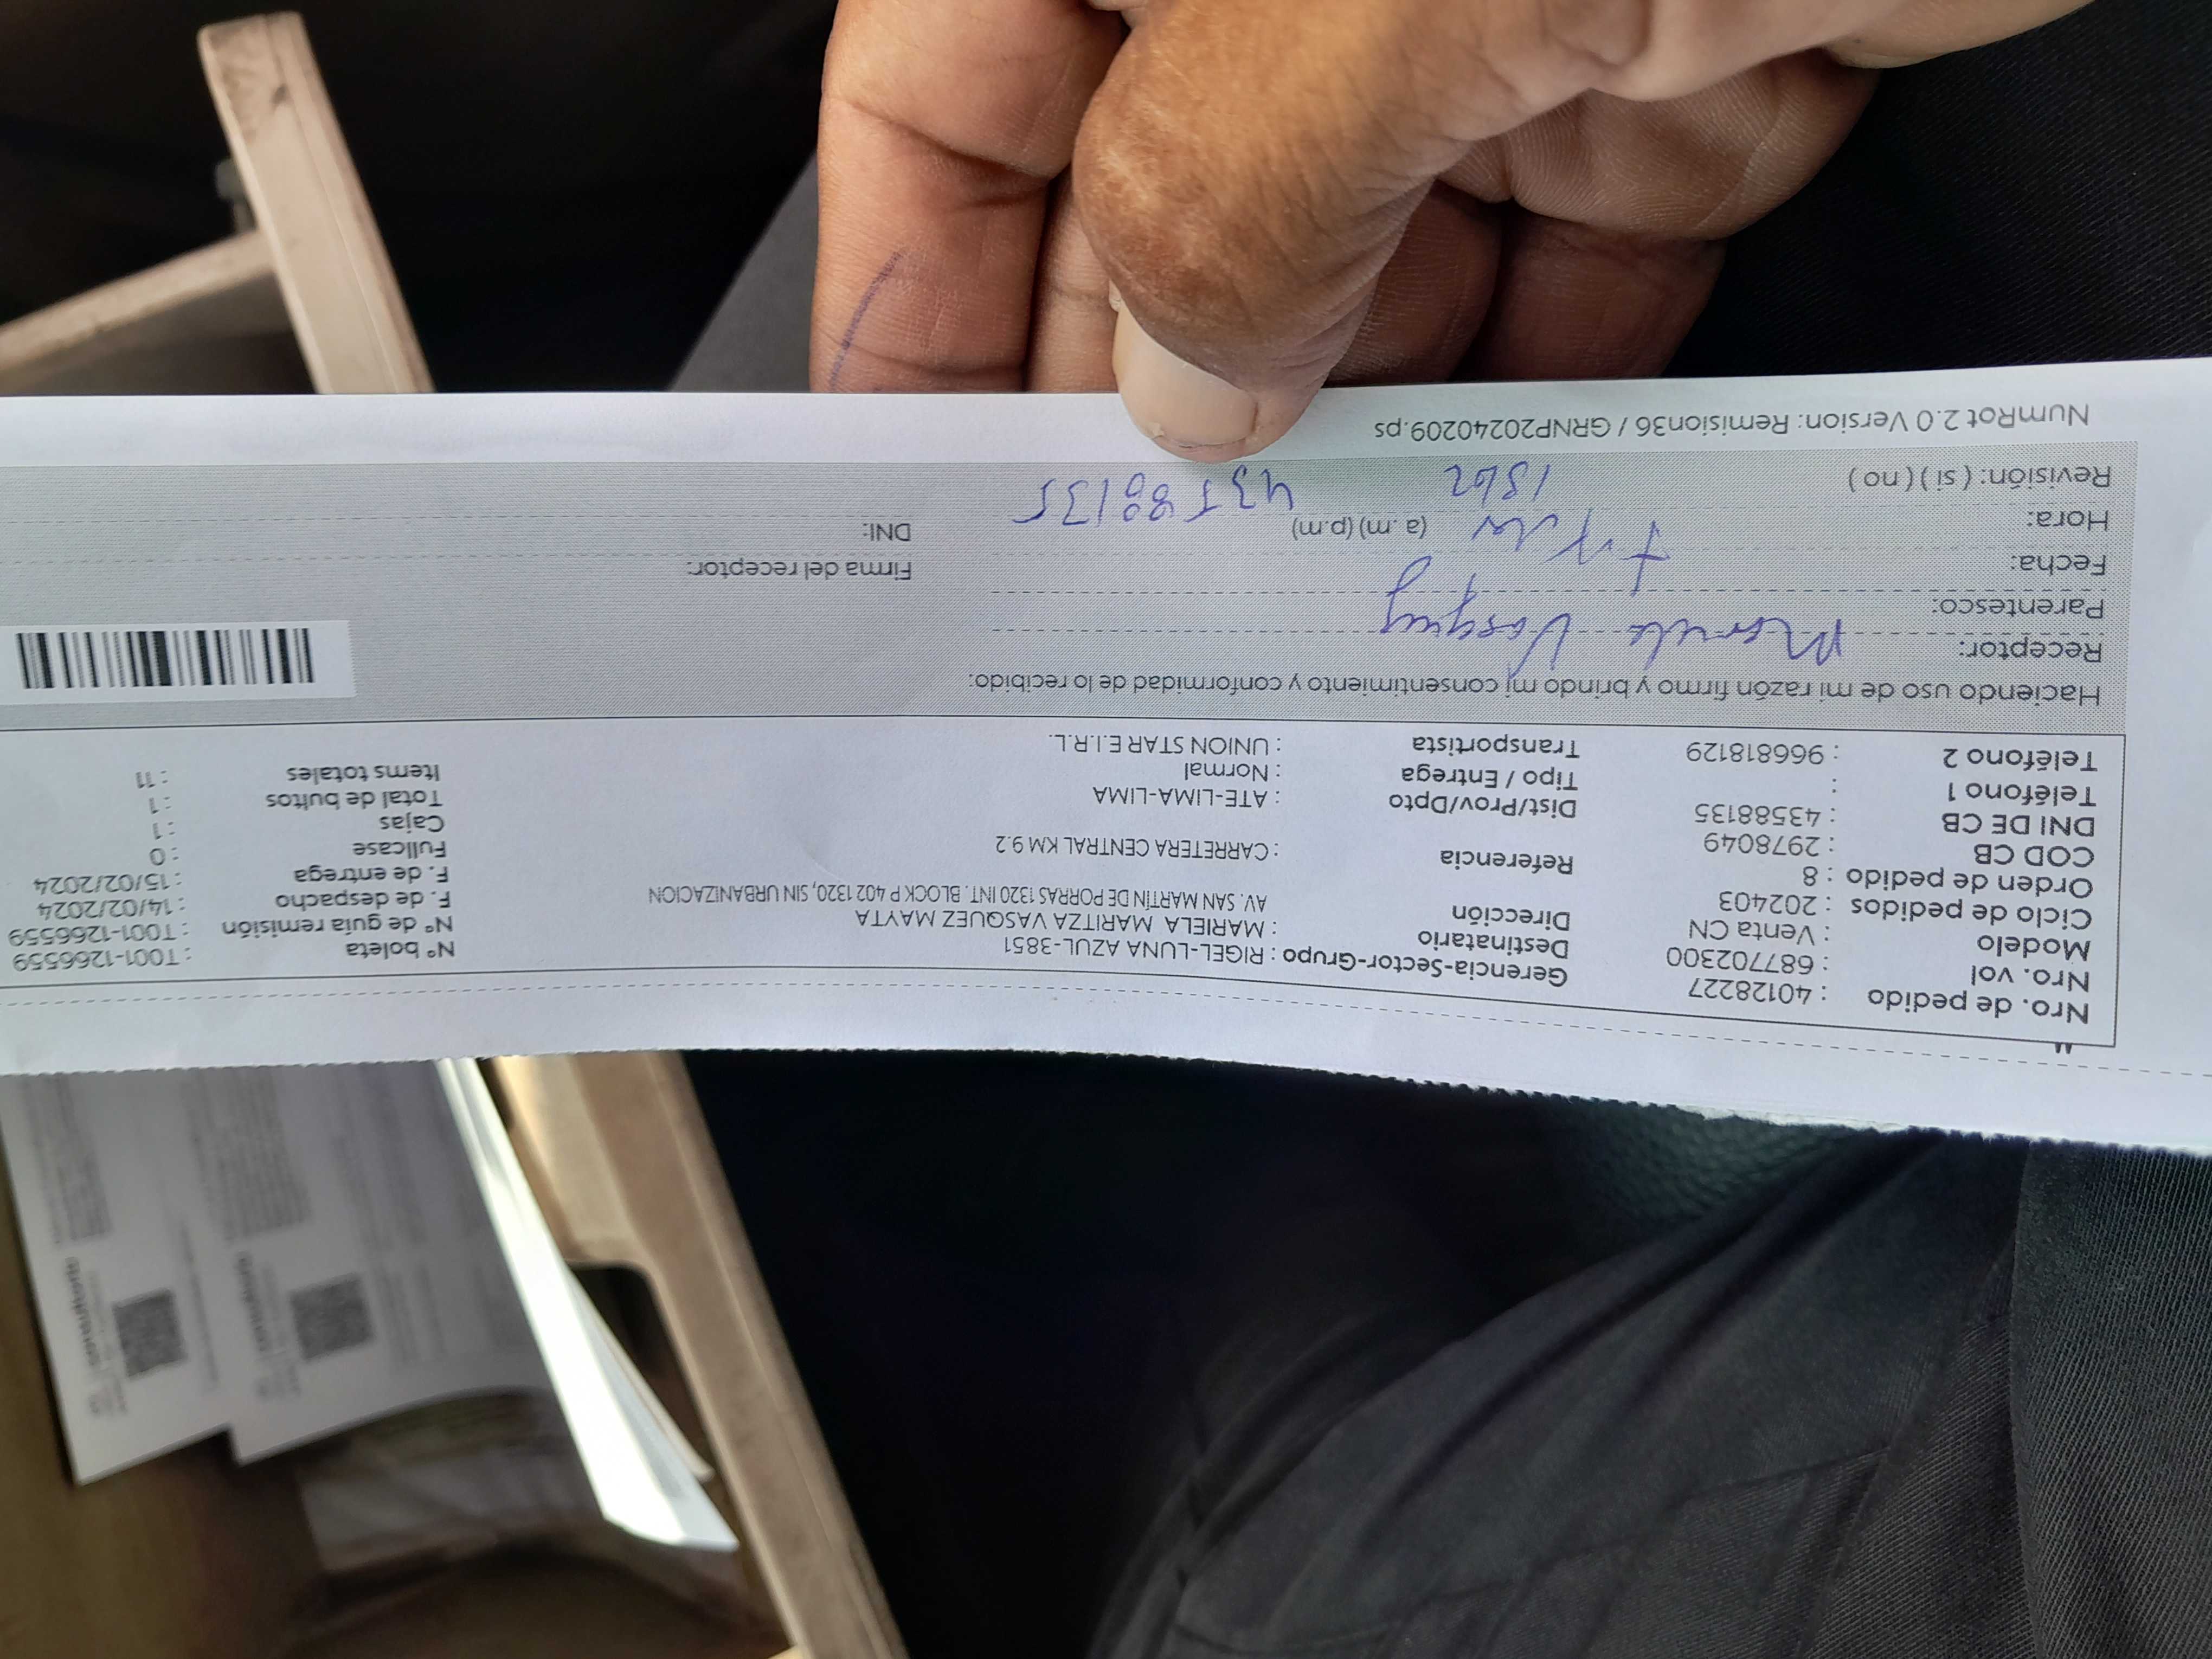 Nro. de pedido : 40128227
Nro. vol : 687702300
Modelo : Venta CN
Ciclo de pedidos : 202403
Orden de pedido : 8
COD CB : 2978049
DNI DE CB : 43588135
Teléfono 1 :
Teléfono 2 : 966818129
Gerencia-Sector-Grupo : RIGEL-LUNA AZUL-3851
Destinatario : MARIELA MARITZA VASQUEZ MAYTA
Dirección AV. SAN MARTÍN DE PORRAS 1320 INT. BLOCK P 402 1320, SIN URBANIZACION
Referencia : CARRETERA CENTRAL KM 9.2
Dist/Prov/Dpto : ATE-LIMA-LIMA
Tipo / Entrega : Normal
Transportista : UNION STAR E.I.R.L.
N° boleta : T001-1266559
N° de guía remisión : T001-1266559
F. de despacho : 14/02/2024
F. de entrega : 15/02/2024
Fullcase : 0
Cajas : 1
Total de bultos : 1
Items totales : 11
Haciendo uso de mi razón firmo y brindo mi consentimiento y conformidad de lo recibido:
Receptor: Vasquez
Parentesco:
Fecha:
Firma del receptor:
Hora: (a.m) (p.m)
DNI:
Revisión: ( si ) ( no ) 43588135
NumRot 2.0 Version: Remision36 / GRNP20240209.ps